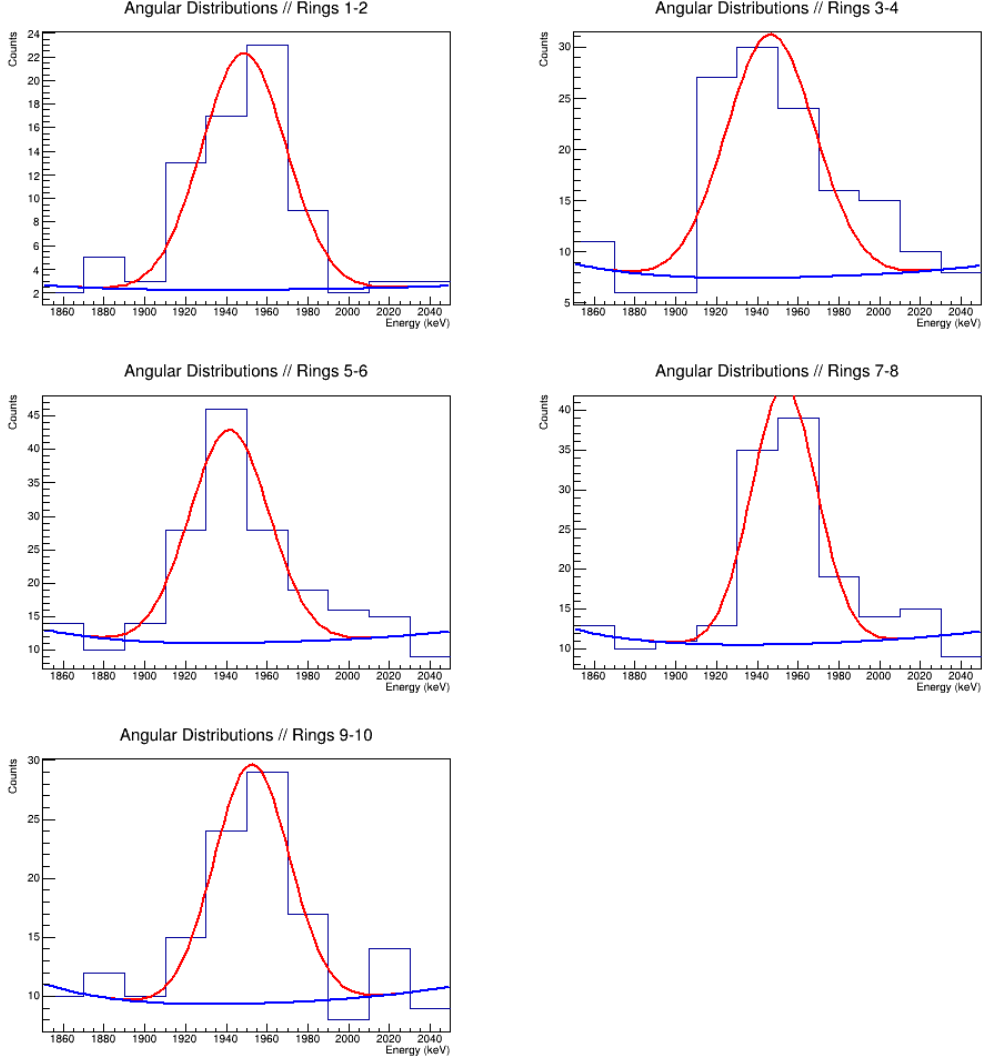 Angular Distributions // Rings 1-2
Counts
24
22
20
18
16
14
12
10
8
6
4
2
1860 1880 1900 1920 1940 1960 1980 2000 2020 2040
Energy (keV)
Angular Distributions // Rings 3-4
Counts
30
25
20
15
10
5
1860 1880 1900 1920 1940 1960 1980 2000 2020 2040
Energy (keV)
Angular Distributions // Rings 5-6
Counts
45
40
35
30
25
20
15
10
1860 1880 1900 1920 1940 1960 1980 2000 2020 2040
Energy (keV)
Angular Distributions // Rings 7-8
Counts
40
35
30
25
20
15
10
1860 1880 1900 1920 1940 1960 1980 2000 2020 2040
Energy (keV)
Angular Distributions // Rings 9-10
Counts
30
25
20
15
10
1860 1880 1900 1920 1940 1960 1980 2000 2020 2040
Energy (keV)